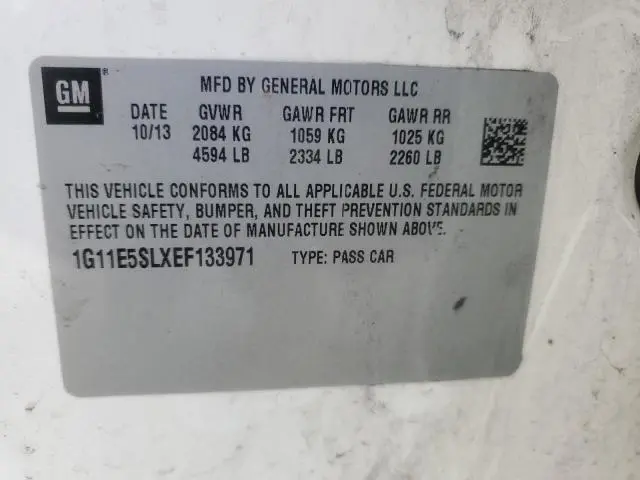 GM ®
MFD BY GENERAL MOTORS LLC
DATE GVWR GAWR FRT GAWR RR
10/13 2084 KG 1059 KG 1025 KG
4594 LB 2334 LB 2260 LB
THIS VEHICLE CONFORMS TO ALL APPLICABLE U.S. FEDERAL MOTOR
VEHICLE SAFETY, BUMPER, AND THEFT PREVENTION STANDARDS IN
EFFECT ON THE DATE OF MANUFACTURE SHOWN ABOVE.
1G11E5SLXEF133971 TYPE: PASS CAR